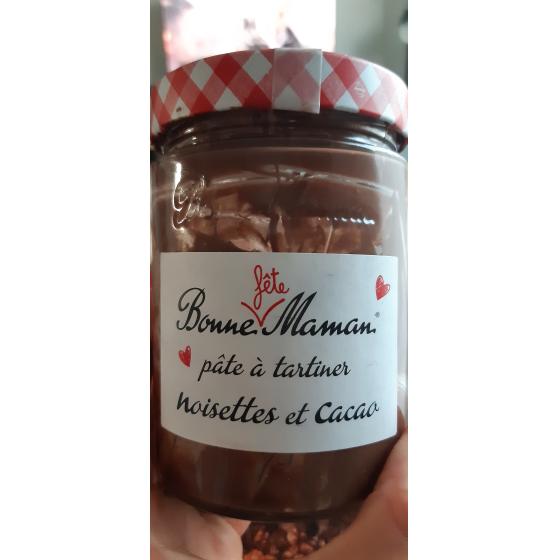 fête
Bonne Maman®
pâte à tartiner
noisettes et cacao